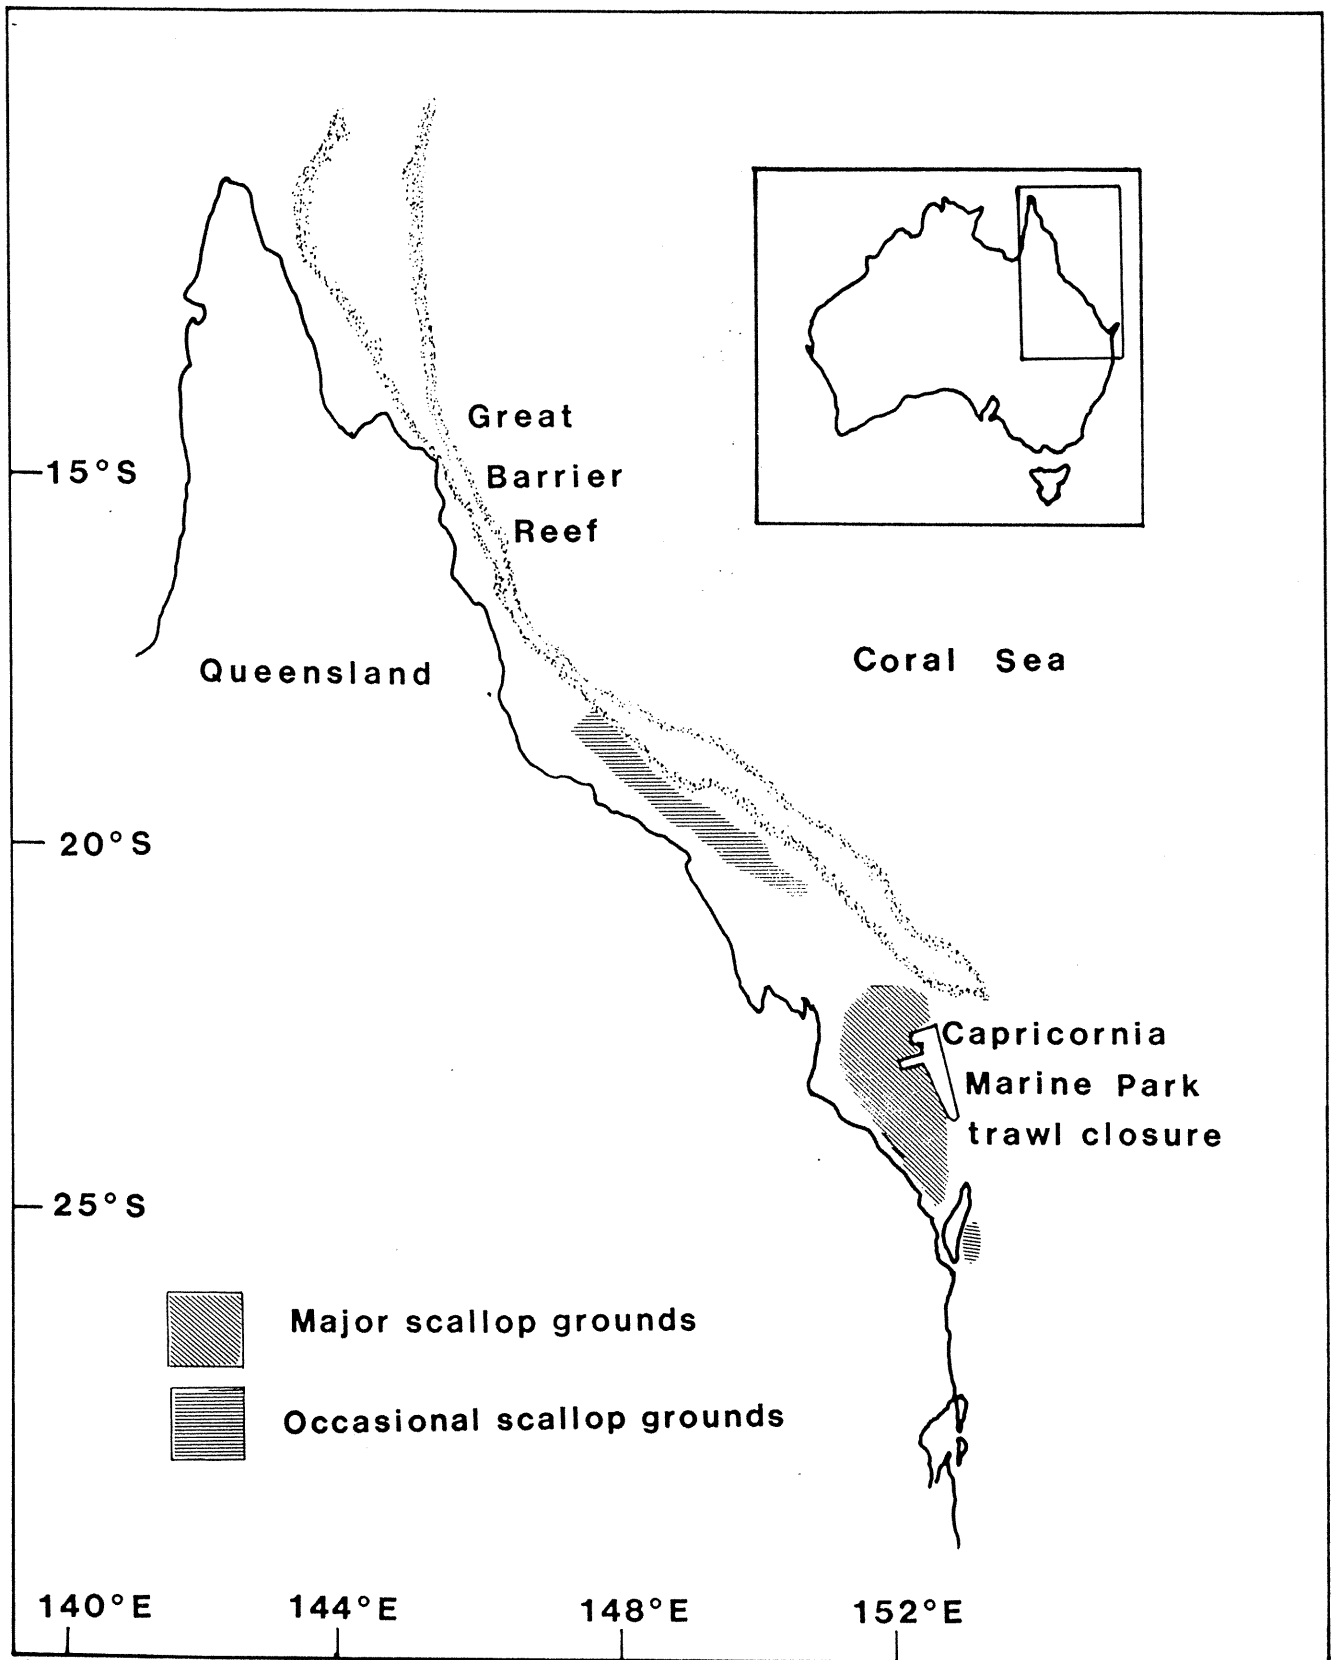 Great
Barrier
Reef
15°S
Queensland
Coral Sea
20°S
Capricornia
Marine Park
trawl closure
25°S
Major scallop grounds
Occasional scallop grounds
140°E 144°E 148°E 152°E